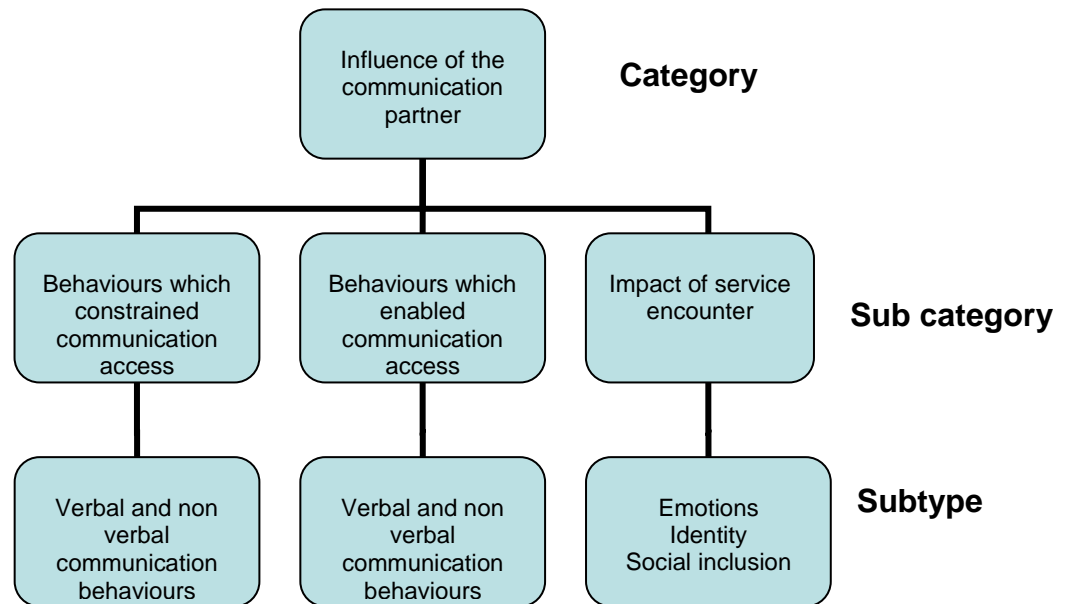 Influence of the
communication
partner
Category
Behaviours which
constrained
communication
access
Behaviours which
enabled
communication
access
Impact of service
encounter
Sub category
Verbal and non
verbal
communication
behaviours
Verbal and non
verbal
communication
behaviours
Emotions
Identity
Social inclusion
Subtype